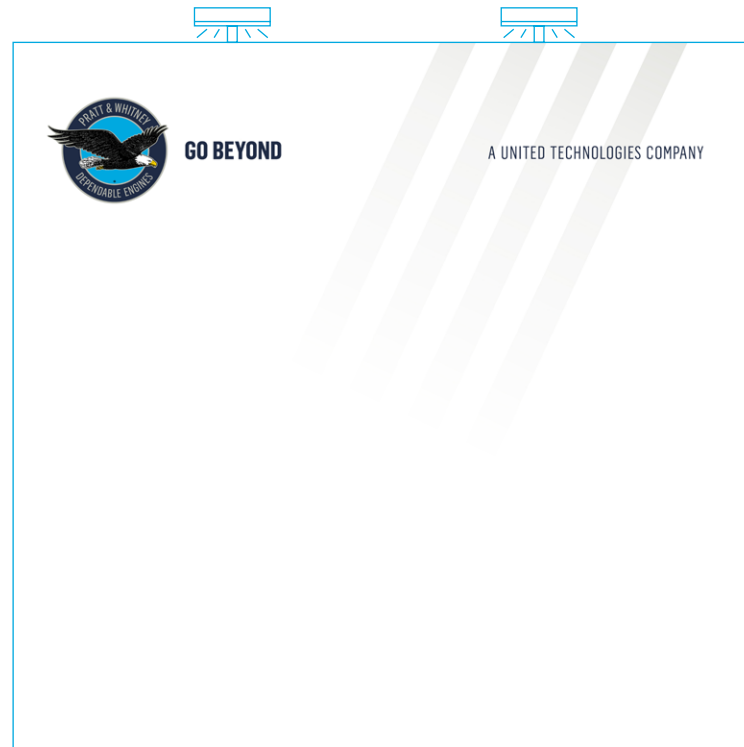 PRATT & WHITNEY
DEPENDABLE ENGINES
GO BEYOND
A UNITED TECHNOLOGIES COMPANY